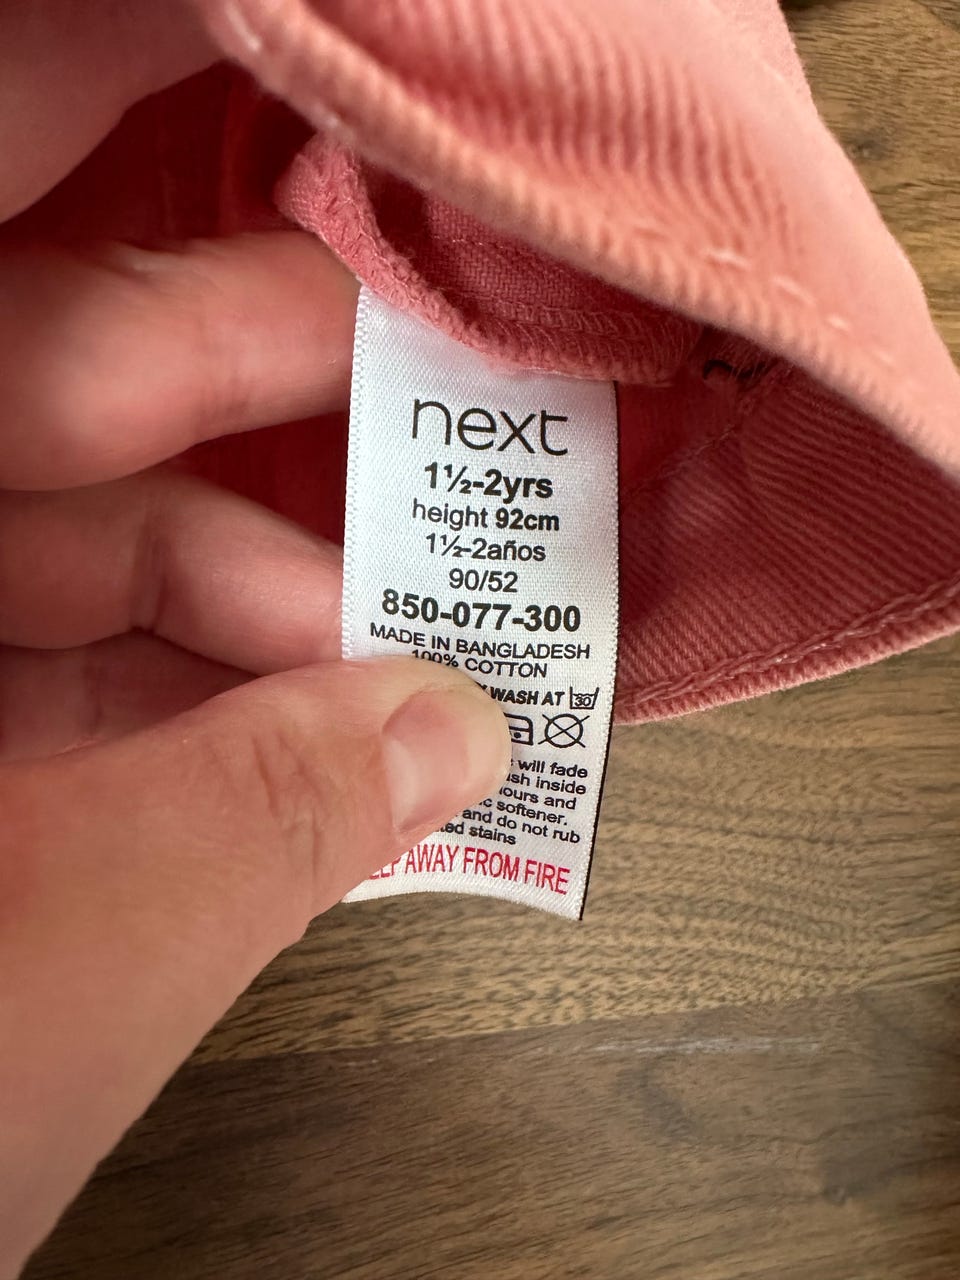 next
1½-2yrs
height 92cm
1½-2años
90/52
850-077-300
MADE IN BANGLADESH
100% COTTON
WASH AT 30
will fade
inside
and
softener.
and do not rub
stains
AWAY FROM FIRE